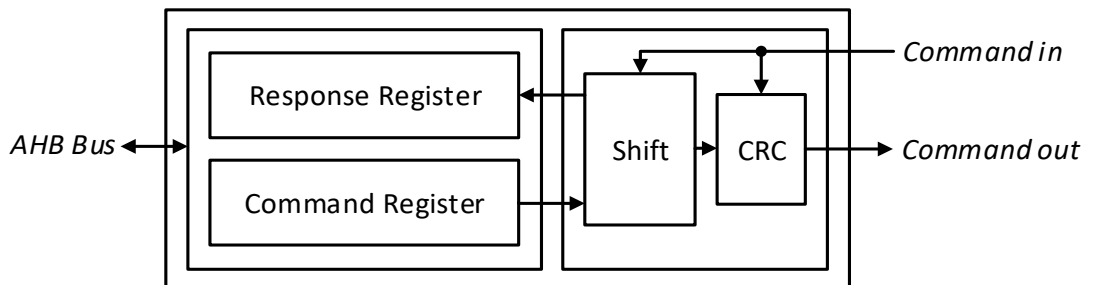 Command in
Response Register
AHB Bus
Shift
CRC
Command out
Command Register